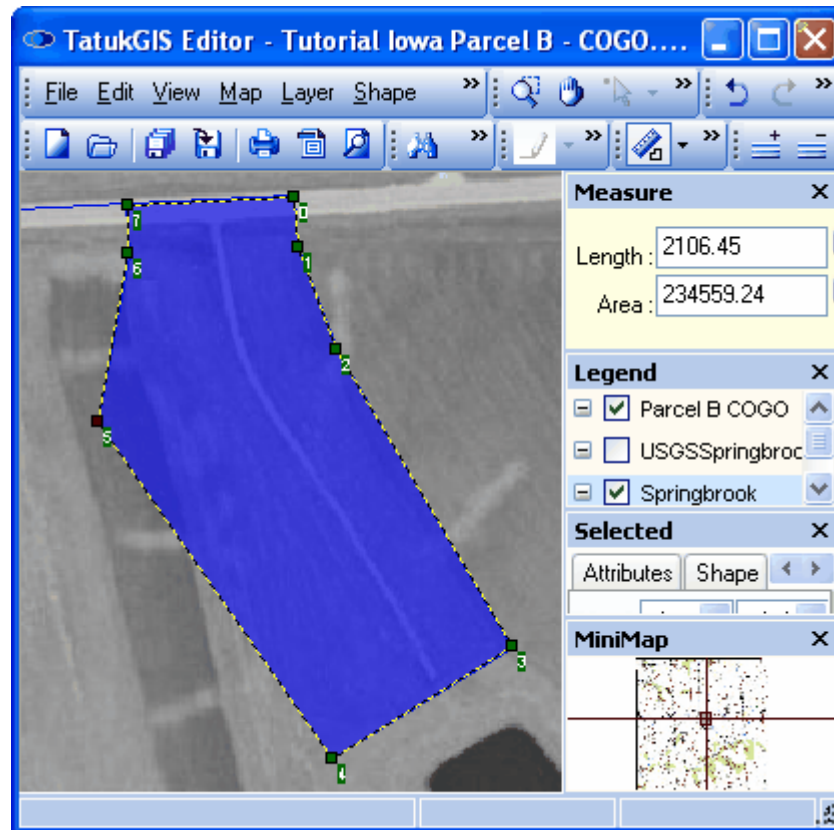 TatukGIS Editor - Tutorial Iowa Parcel B - COGO....
File Edit View Map Layer Shape »
Measure
Length : 2106.45
Area : 234559.24
Legend
Parcel B COGO
USGSSpringbroc
Springbrook
Selected
Attributes Shape
MiniMap
7 0
6 1
2
5
3
4